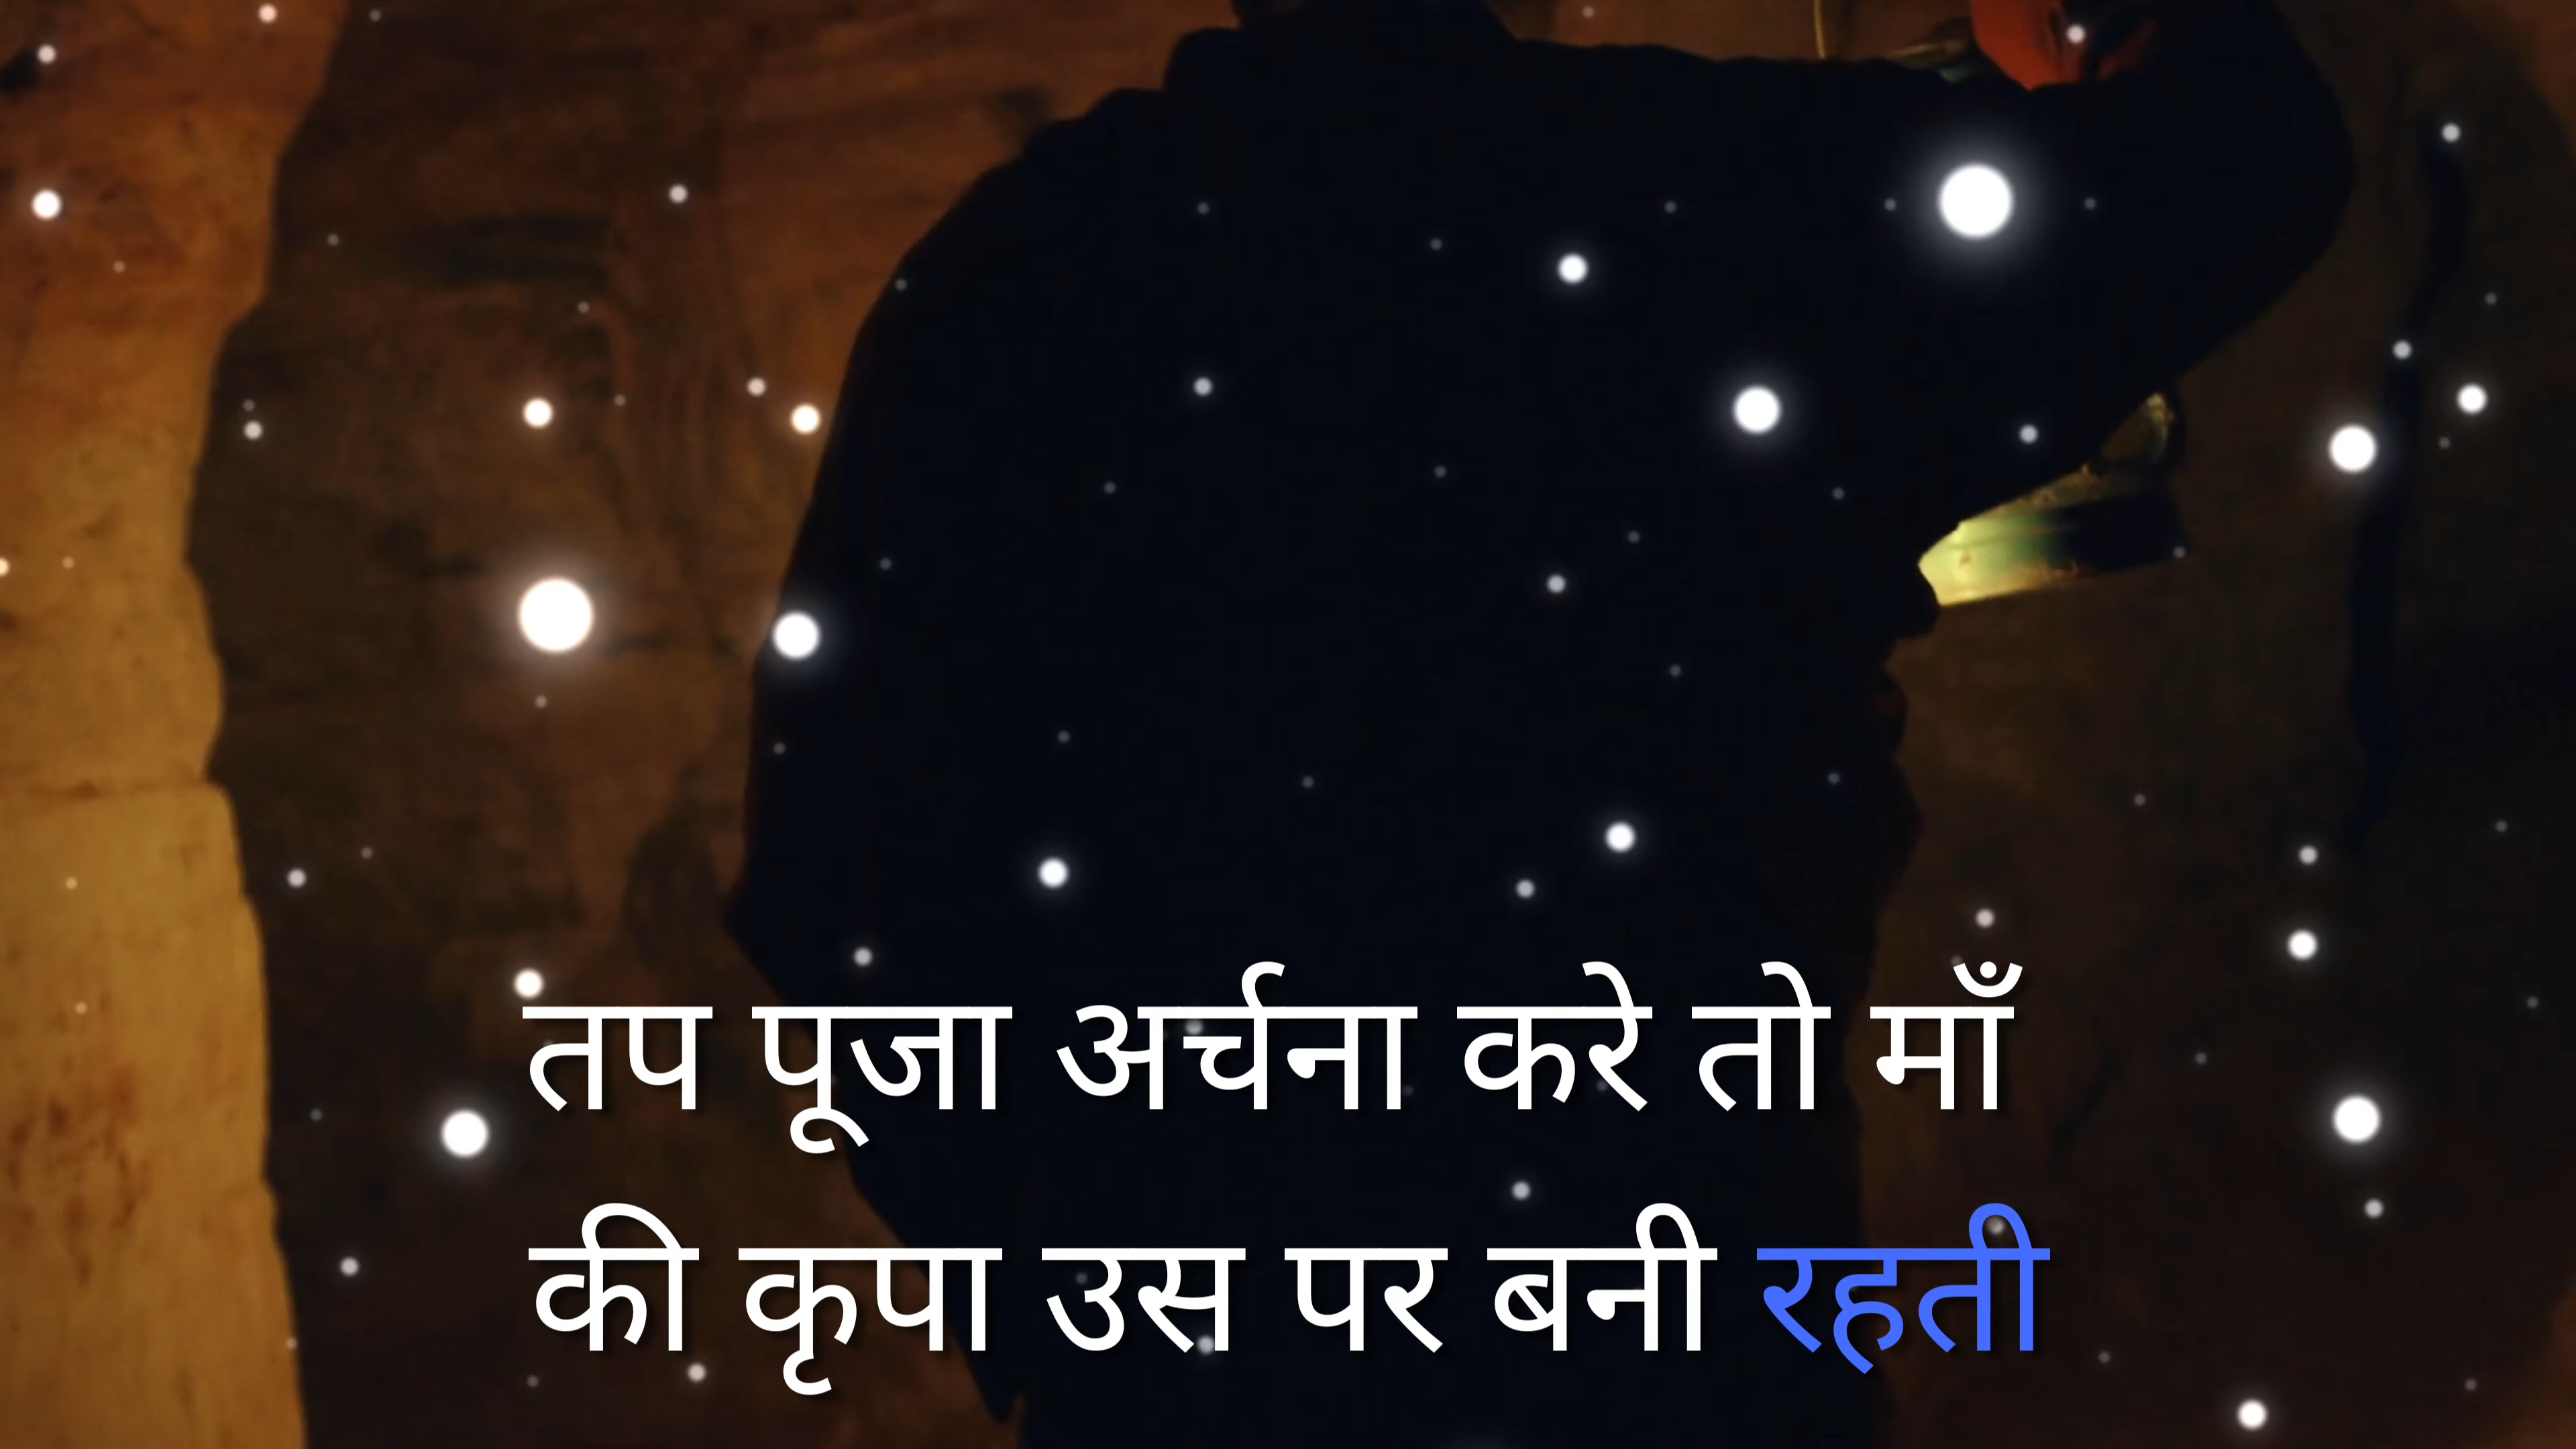 तप पूजा अर्चना करे तो माँ
की कृपा उस पर बनी रहती